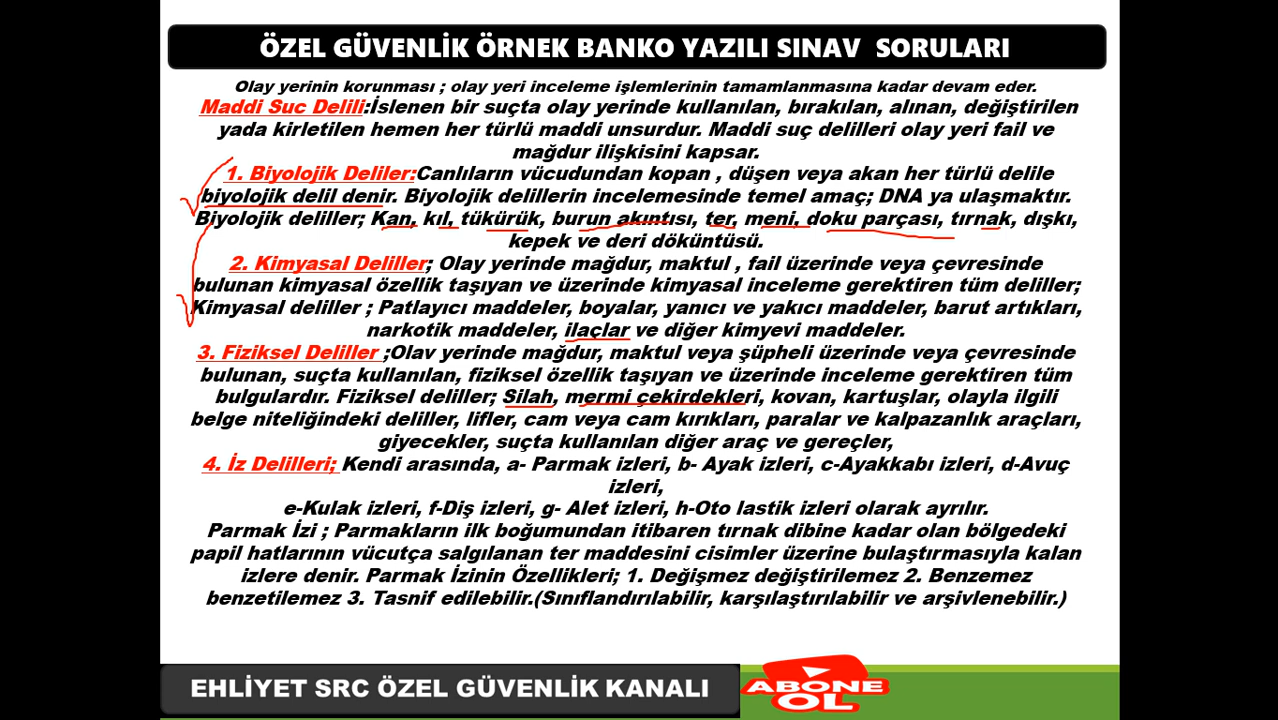 ÖZEL GÜVENLİK ÖRNEK BANKO YAZILI SINAV SORULARI
Olay yerinin korunması ; olay yeri inceleme işlemlerinin tamamlanmasına kadar devam eder.
Maddi Suc Delili:İslenen bir suçta olay yerinde kullanılan, bırakılan, alınan, değiştirilen
yada kirletilen hemen her türlü maddi unsurdur. Maddi suç delilleri olay yeri fail ve
mağdur ilişkisini kapsar.
1. Biyolojik Deliler:Canlıların vücudundan kopan , düşen veya akan her türlü delile
biyolojik delil denir. Biyolojik delillerin incelemesinde temel amaç; DNA ya ulaşmaktır.
Biyolojik deliller; Kan, kıl, tükürük, burun akıntısı, ter, meni, doku parçası, tırnak, dışkı,
kepek ve deri döküntüsü.
2. Kimyasal Deliller; Olay yerinde mağdur, maktul , fail üzerinde veya çevresinde
bulunan kimyasal özellik taşıyan ve üzerinde kimyasal inceleme gerektiren tüm deliller;
Kimyasal deliller ; Patlayıcı maddeler, boyalar, yanıcı ve yakıcı maddeler, barut artıkları,
narkotik maddeler, ilaçlar ve diğer kimyevi maddeler.
3. Fiziksel Deliller ;Olav yerinde mağdur, maktul veya şüpheli üzerinde veya çevresinde
bulunan, suçta kullanılan, fiziksel özellik taşıyan ve üzerinde inceleme gerektiren tüm
bulgulardır. Fiziksel deliller; Silah, mermi çekirdekleri, kovan, kartuşlar, olayla ilgili
belge niteliğindeki deliller, lifler, cam veya cam kırıkları, paralar ve kalpazanlık araçları,
giyecekler, suçta kullanılan diğer araç ve gereçler,
4. İz Delilleri; Kendi arasında, a- Parmak izleri, b- Ayak izleri, c-Ayakkabı izleri, d-Avuç
izleri,
e-Kulak izleri, f-Diş izleri, g- Alet izleri, h-Oto lastik izleri olarak ayrılır.
Parmak İzi ; Parmakların ilk boğumundan itibaren tırnak dibine kadar olan bölgedeki
papil hatlarının vücutça salgılanan ter maddesini cisimler üzerine bulaştırmasıyla kalan
izlere denir. Parmak İzinin Özellikleri; 1. Değişmez değiştirilemez 2. Benzemez
benzetilemez 3. Tasnif edilebilir.(Sınıflandırılabilir, karşılaştırılabilir ve arşivlenebilir.)
EHLİYET SRC ÖZEL GÜVENLİK KANALI
ABONE
OL